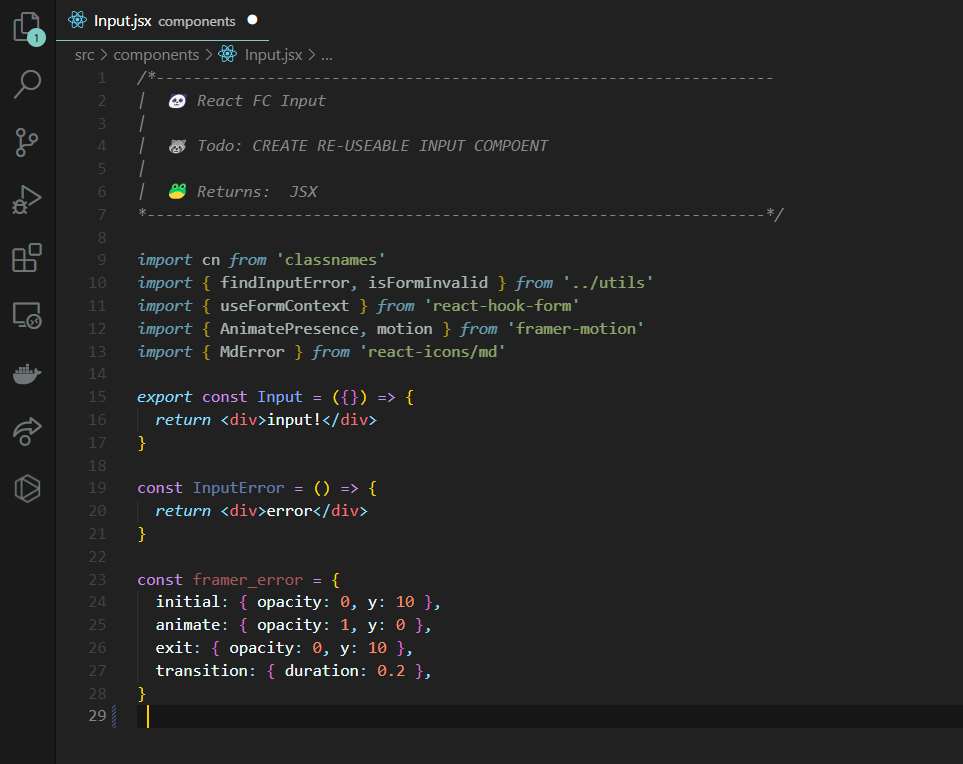 Input.jsx components
1
src > components > Input.jsx > ...
1 /*-------------------------------------------------------------------
2 | 🐼 React FC Input
3 |
4 | 🦝 Todo: CREATE RE-USEABLE INPUT COMPOENT
5 |
6 | 🐸 Returns:  JSX
7 *-------------------------------------------------------------------*/
8
9 import cn from 'classnames'
10 import { findInputError, isFormInvalid } from '../utils'
11 import { useFormContext } from 'react-hook-form'
12 import { AnimatePresence, motion } from 'framer-motion'
13 import { MdError } from 'react-icons/md'
14
15 export const Input = ({}) => {
16   return <div>input!</div>
17 }
18
19 const InputError = () => {
20   return <div>error</div>
21 }
22
23 const framer_error = {
24   initial: { opacity: 0, y: 10 },
25   animate: { opacity: 1, y: 0 },
26   exit: { opacity: 0, y: 10 },
27   transition: { duration: 0.2 },
28 }
29